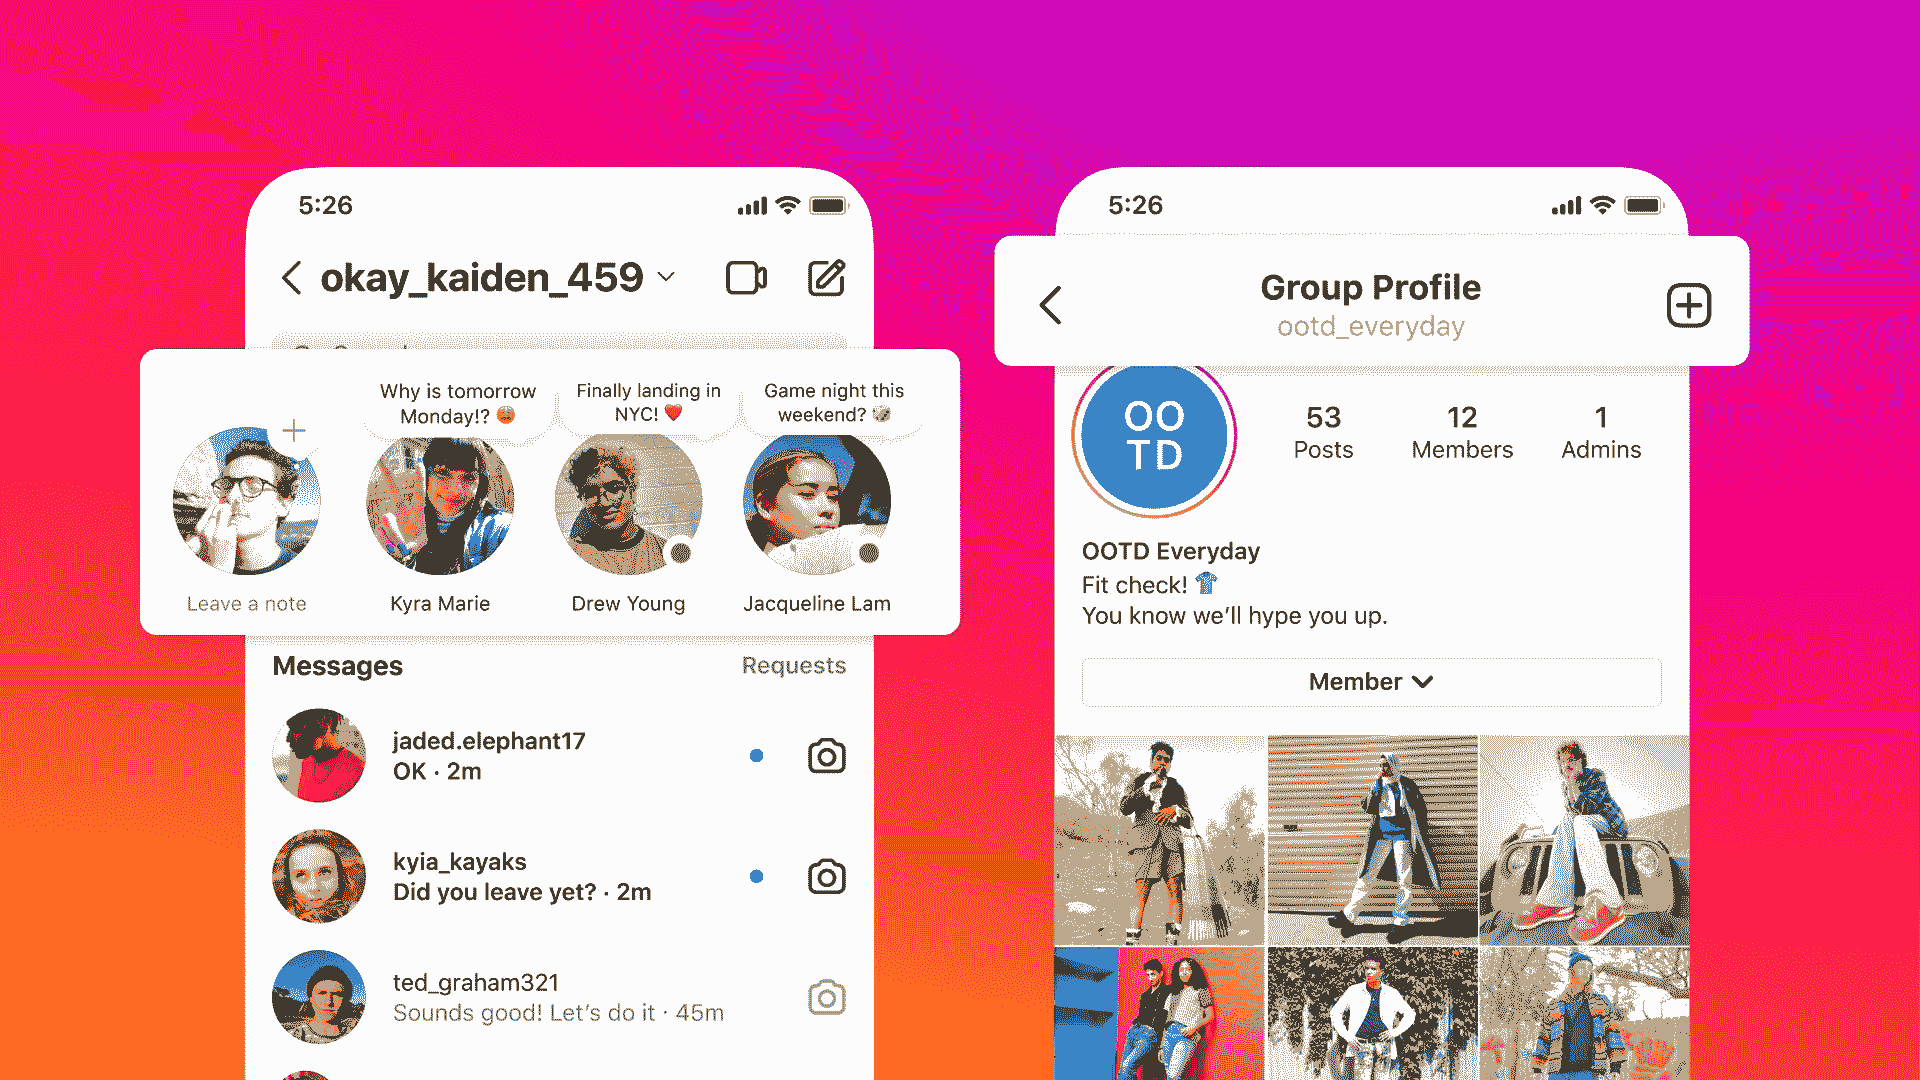 5:26
okay_kaiden_459
Why is tomorrow
Monday!? 😡
Finally landing in
NYC! ❤️
Game night this
weekend? 🎲
Leave a note
Kyra Marie
Drew Young
Jacqueline Lam
Messages
Requests
jaded.elephant17
OK · 2m
kyia_kayaks
Did you leave yet? · 2m
ted_graham321
Sounds good! Let’s do it · 45m
5:26
Group Profile
ootd_everyday
OO
TD
53
Posts
12
Members
1
Admins
OOTD Everyday
Fit check! 👕
You know we’ll hype you up.
Member